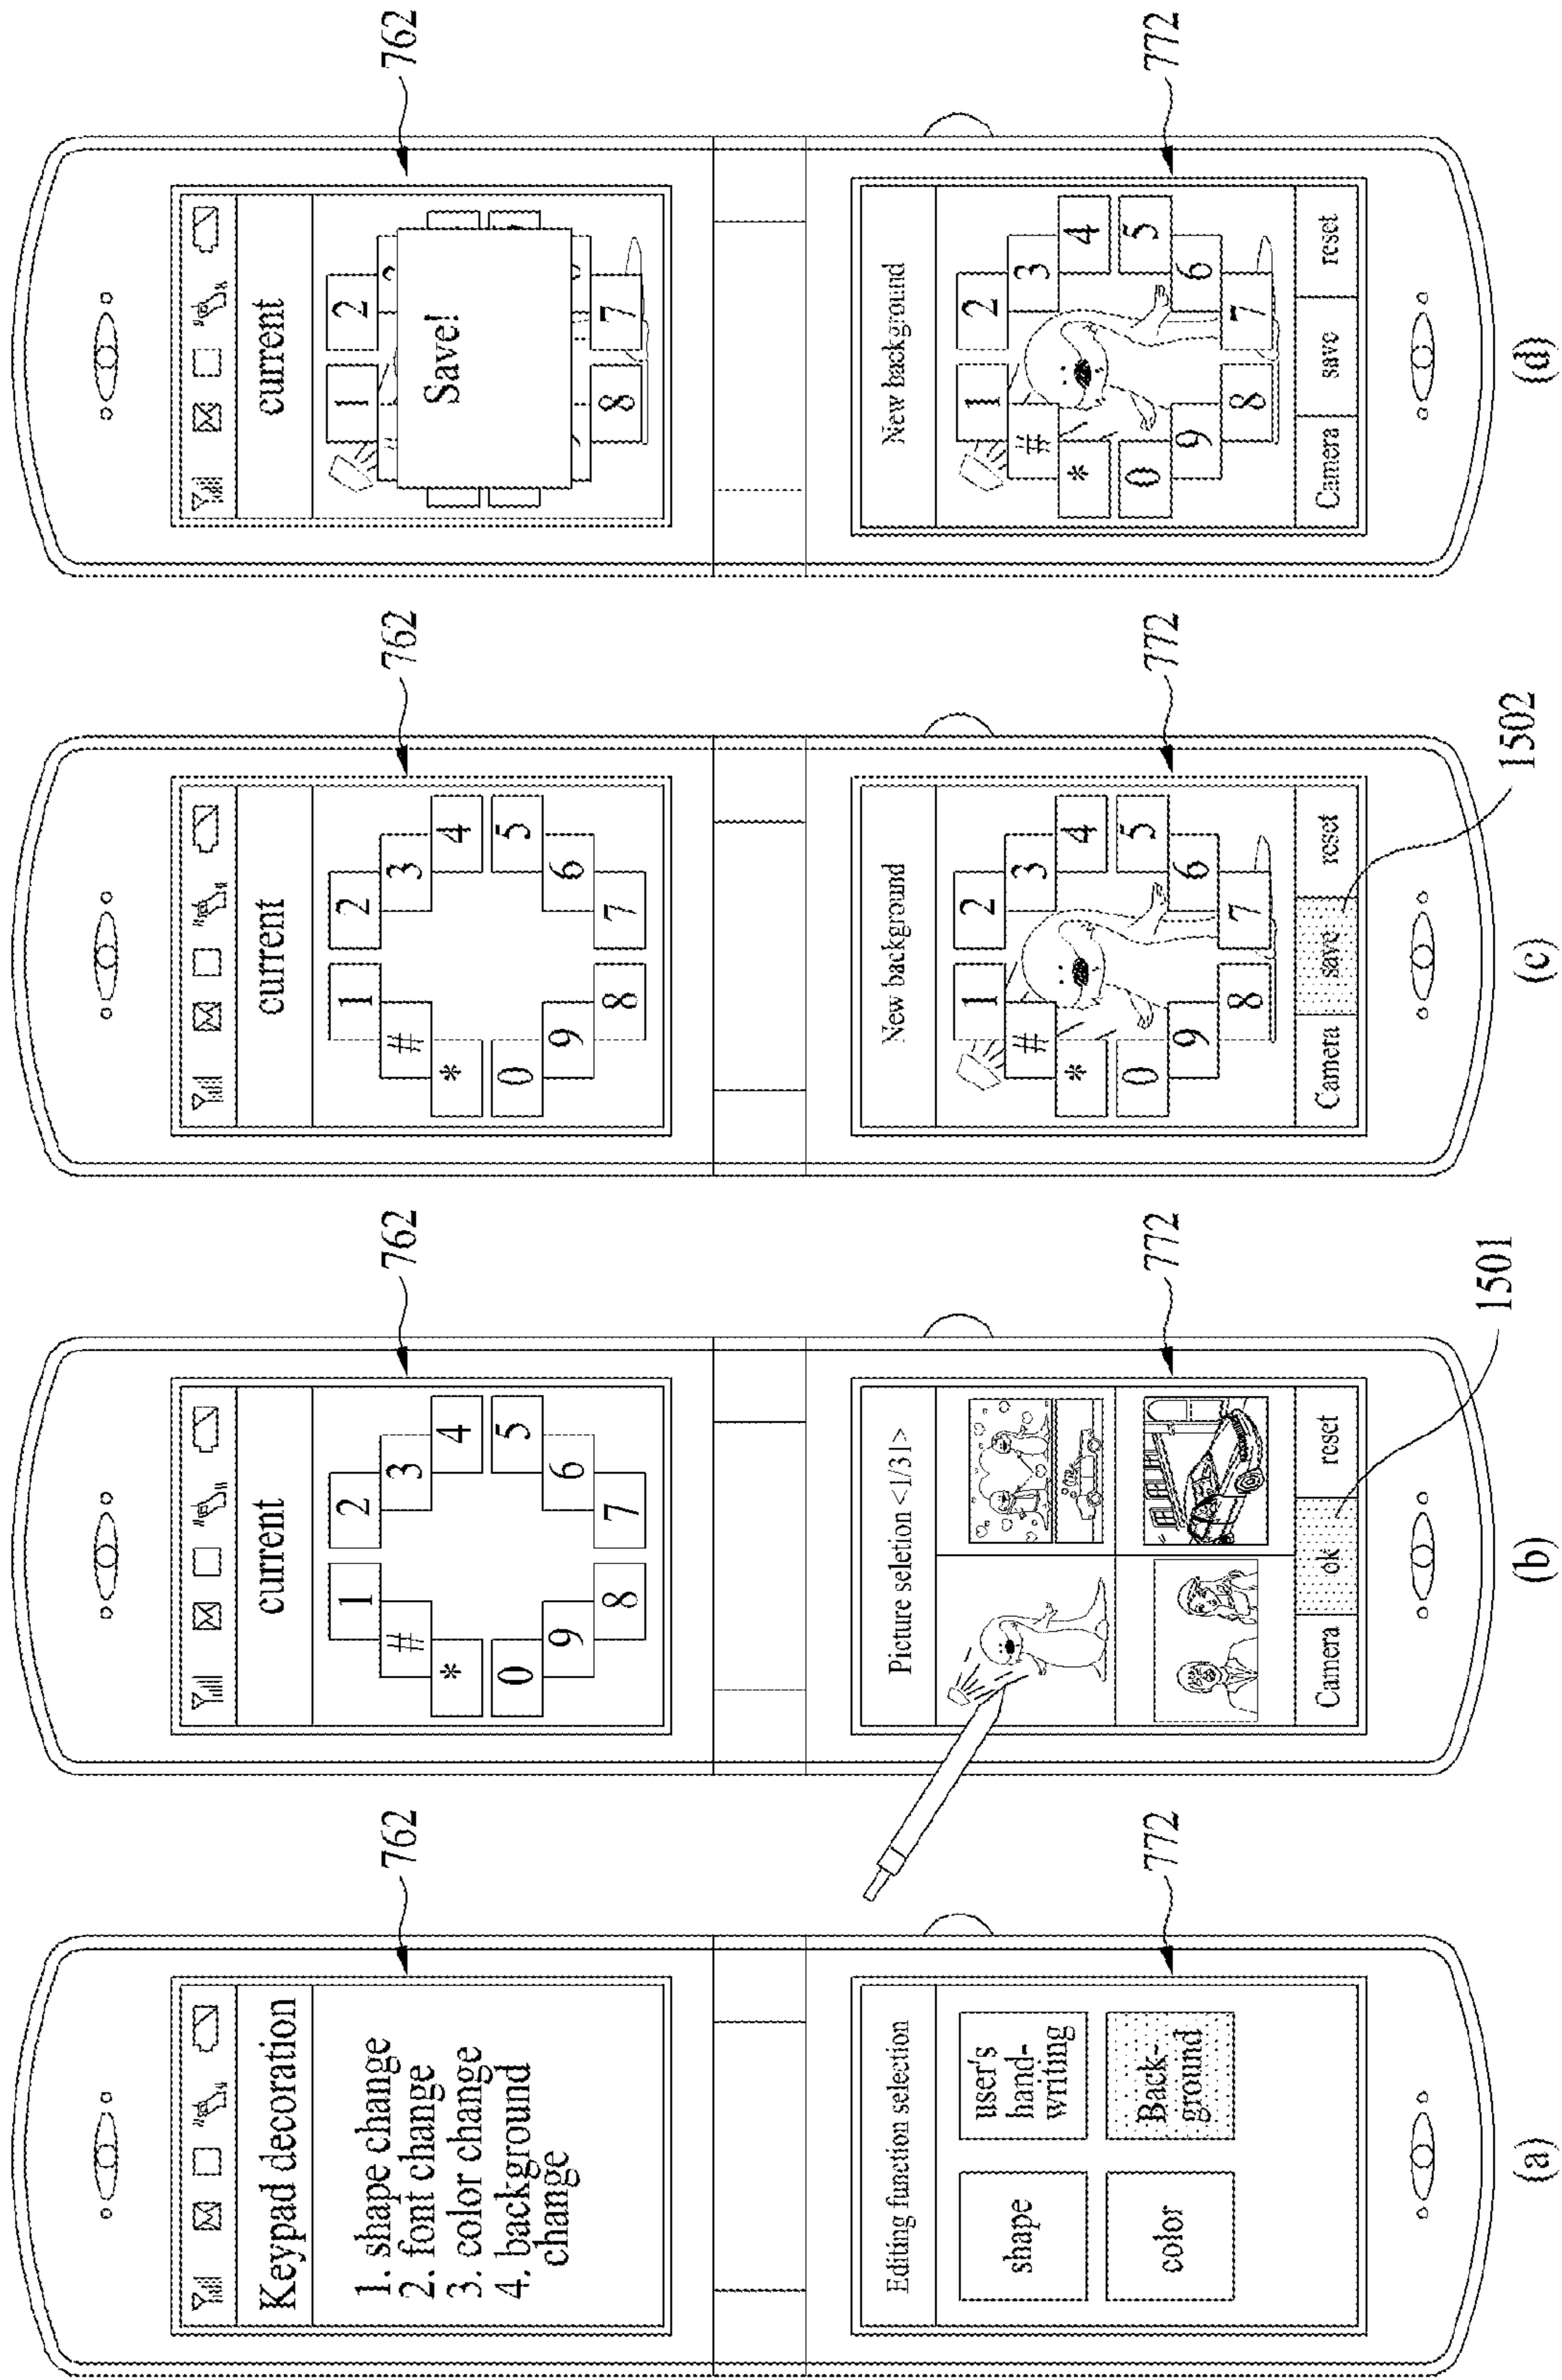 762
Keypad decoration
1. shape change
2. font change
3. color change
4. background
change
772
Editing function selection
shape
user's
hand-
writing
color
Back-
ground
(a)
762
current
1 2
# 3
* 4
0 5
9 6
8 7
772
Picture seletion <1/31>
Camera ok reset
1501
(b)
762
current
1 2
# 3
* 4
0 5
9 6
8 7
772
New background
1 2
# 3
* 4
0 5
9 6
8 7
Camera save reset
1502
(c)
762
current
1 2
Save!
8 7
772
New background
1 2
# 3
* 4
0 5
9 6
8 7
Camera save reset
(d)